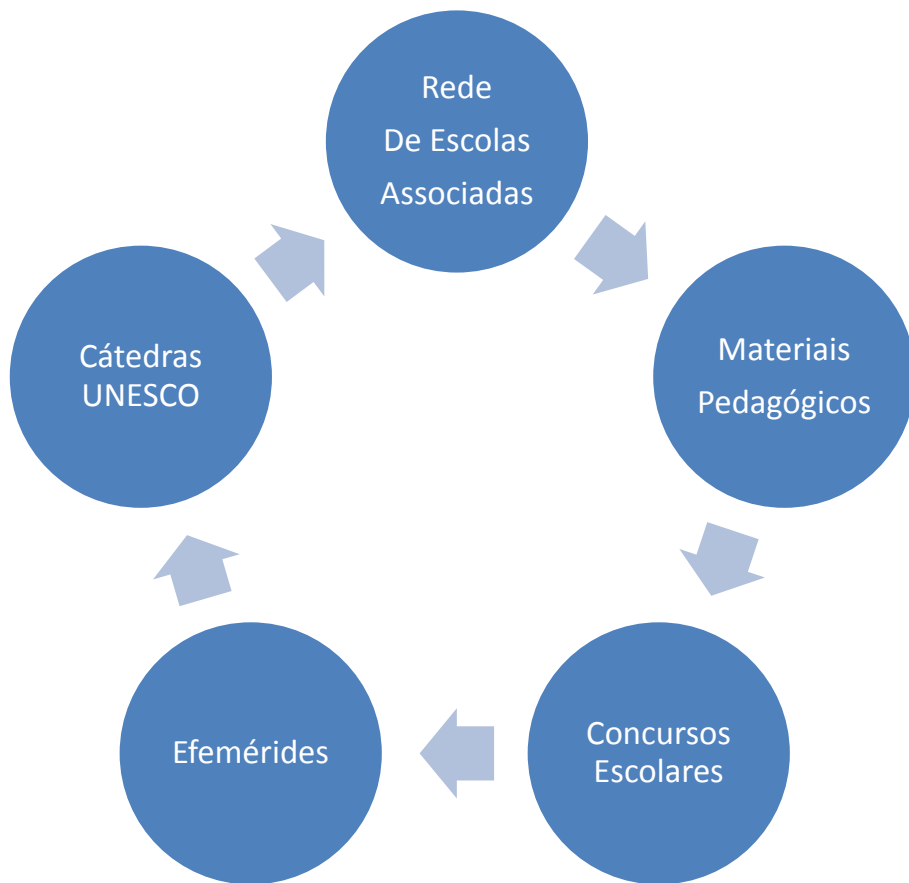 Rede
De Escolas
Associadas
Materiais
Pedagógicos
Concursos
Escolares
Efemérides
Cátedras
UNESCO